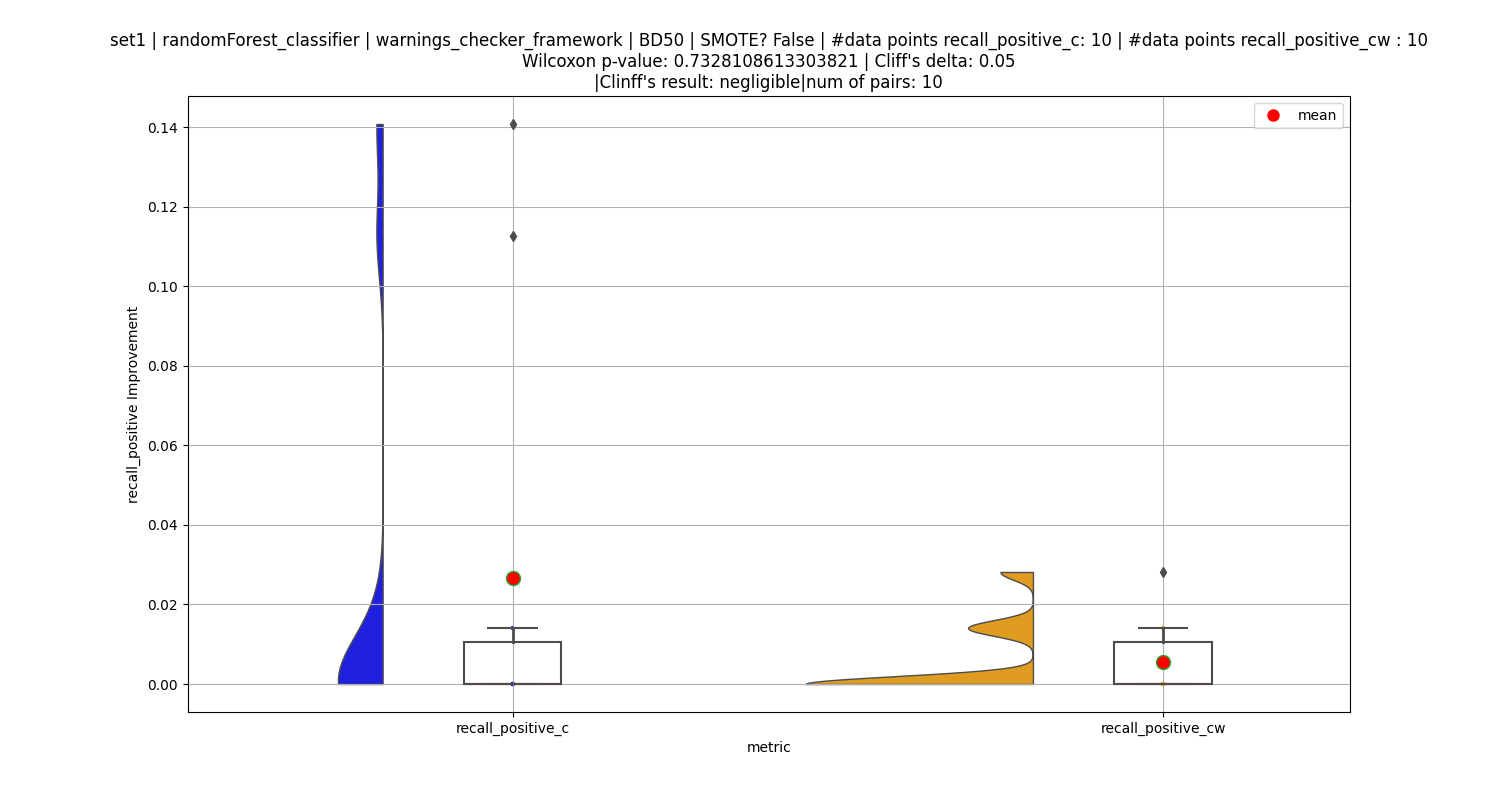 set1 | randomForest_classifier | warnings_checker_framework | BD50 | SMOTE? False | #data points recall_positive_c: 10 | #data points recall_positive_cw : 10
Wilcoxon p-value: 0.7328108613303821 | Cliff's delta: 0.05
|Clinff's result: negligible|num of pairs: 10
mean
0.14
0.12
0.10
0.08
0.06
0.04
0.02
0.00
recall_positive Improvement
recall_positive_c
recall_positive_cw
metric